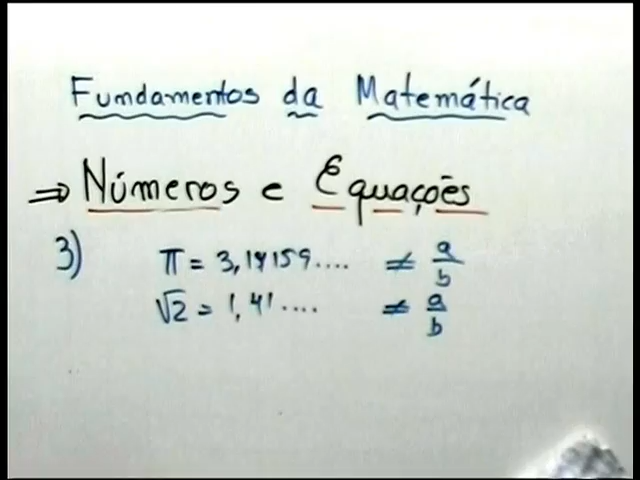 Fundamentos da Matemática
⇒ Números e Equações
3) π = 3,14159.... ≠ a/b
√2 = 1,41.... ≠ a/b